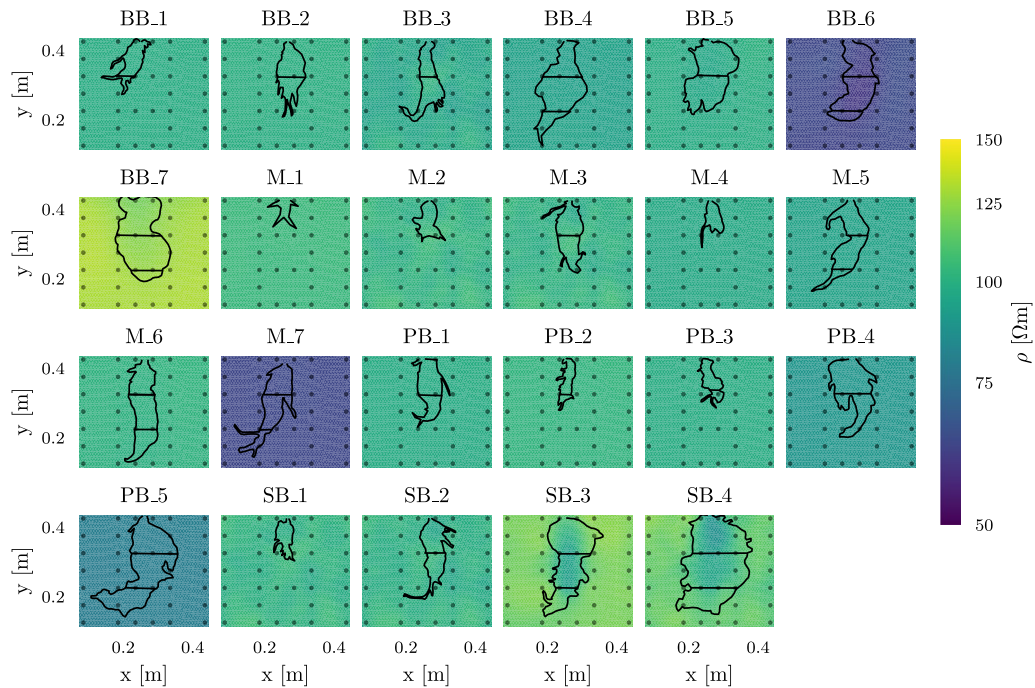 BB_1 BB_2 BB_3 BB_4 BB_5 BB_6
0.4
y [m]
0.2
BB_7 M_1 M_2 M_3 M_4 M_5
0.4
y [m]
0.2
M_6 M_7 PB_1 PB_2 PB_3 PB_4
0.4
y [m]
0.2
PB_5 SB_1 SB_2 SB_3 SB_4
0.4
y [m]
0.2
0.2 0.4 0.2 0.4 0.2 0.4 0.2 0.4 0.2 0.4
x [m] x [m] x [m] x [m] x [m]
150
125
100
75
50
ρ [Ωm]